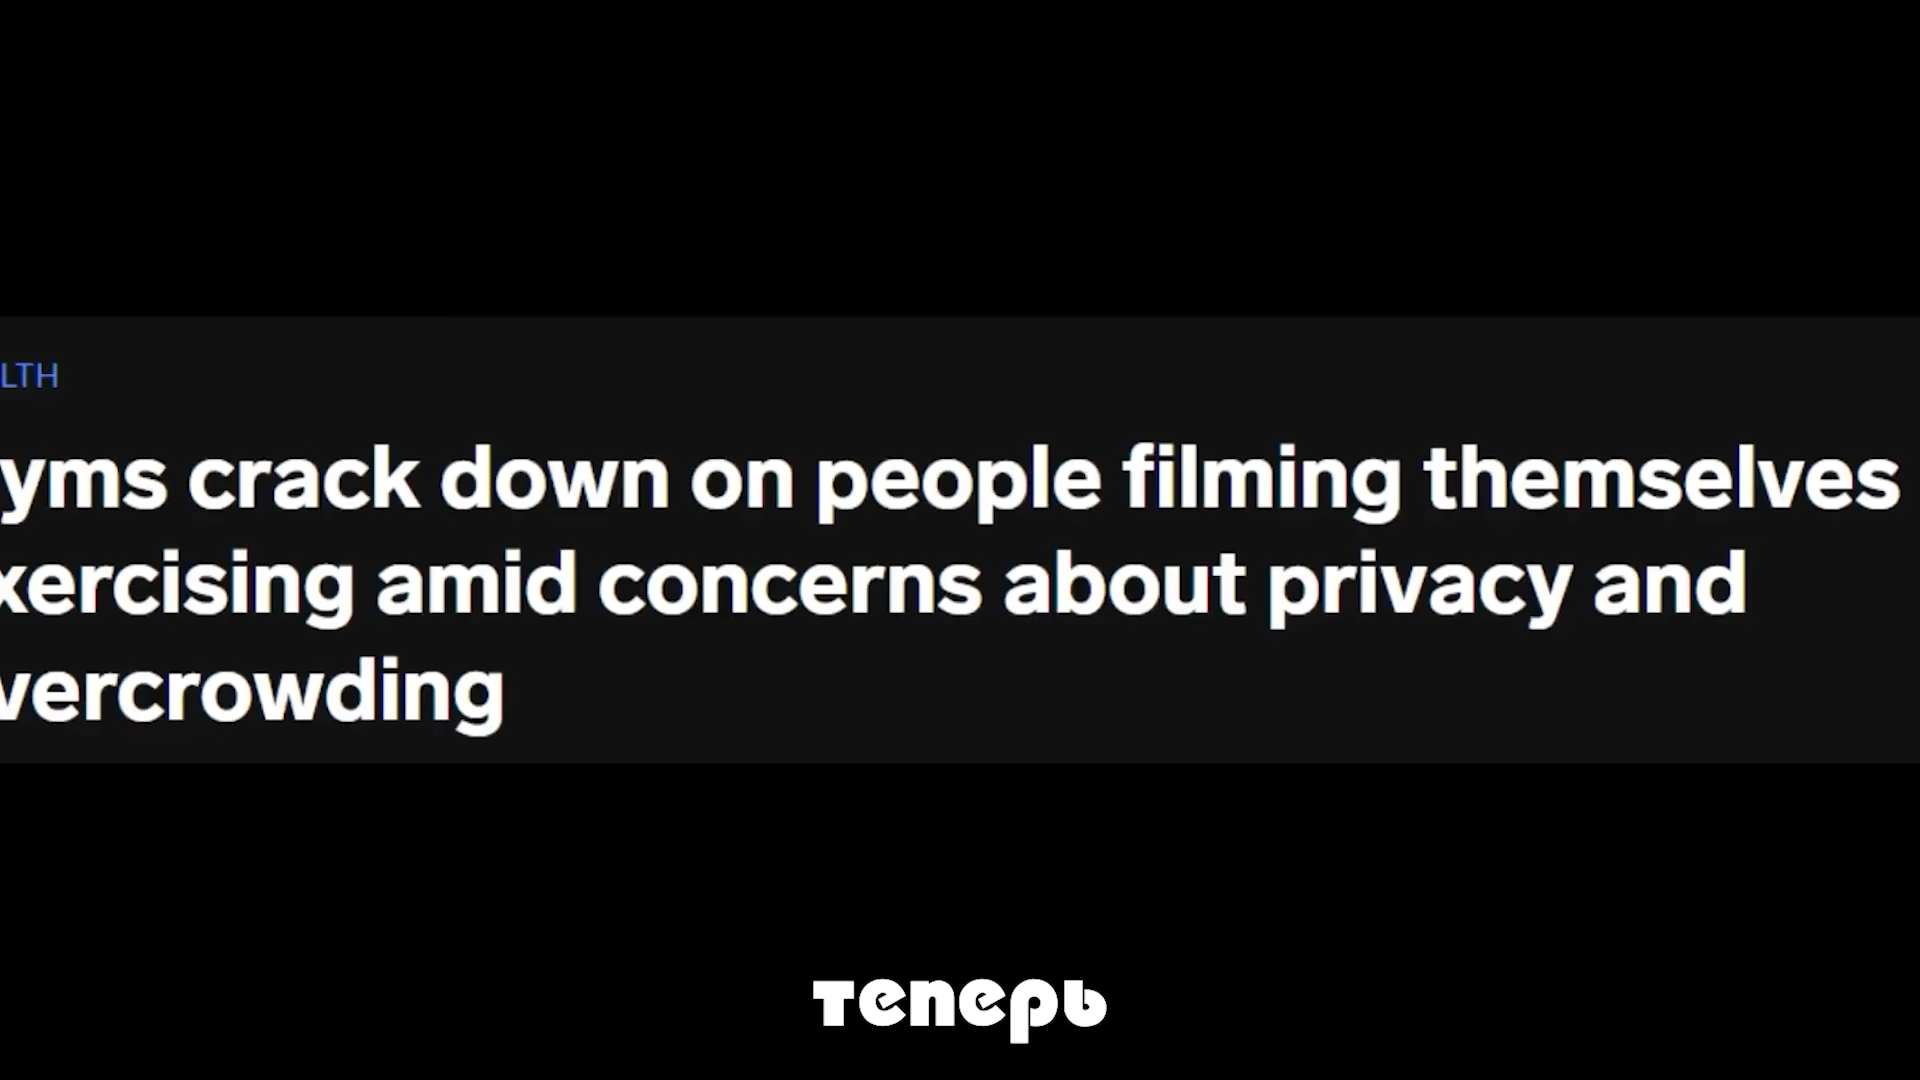 LTH
yms crack down on people filming themselves
xercising amid concerns about privacy and
vercrowding
теперь